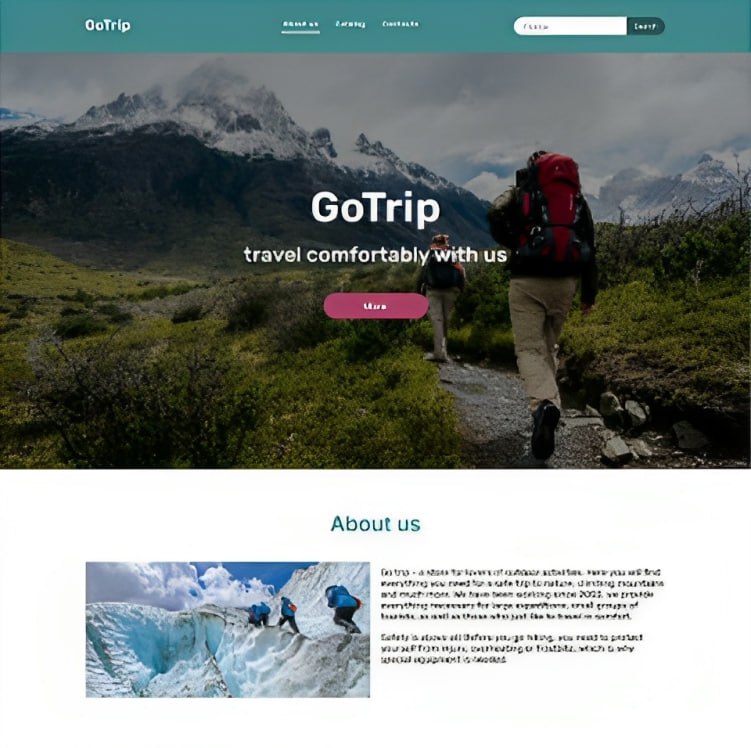 GoTrip
About us Catalog Contacts
Search
GoTrip
travel comfortably with us
More
About us
Go trip - a store for lovers of outdoor activities. Here you will find
everything you need for a safe trip to nature, climbing mountains
and much more. We have been working since 2023, we provide
everything necessary for large expeditions, small groups of
tourists, as well as those who just like to travel in comfort.
Safety is above all! Before you go hiking, you need to protect
yourself from injury, overheating or frostbite, which is why
special equipment is needed.